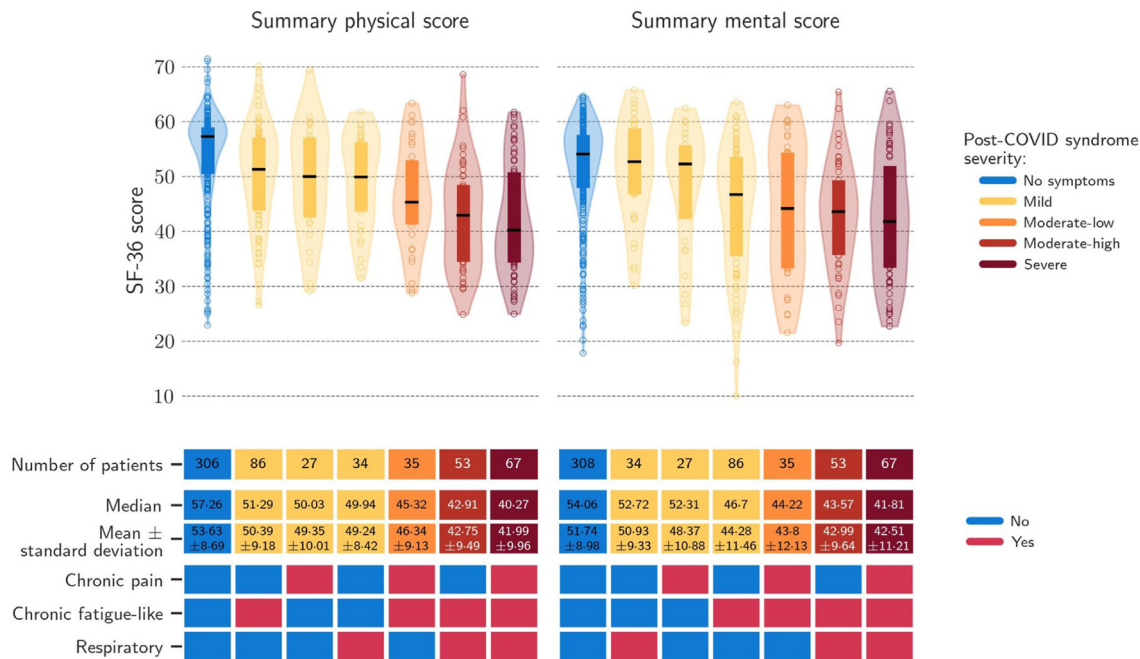 Summary physical score
Summary mental score
SF-36 score
70
60
50
40
30
20
10
Post-COVID syndrome
severity:
No symptoms
Mild
Moderate-low
Moderate-high
Severe
Number of patients
306 86 27 34 35 53 67
308 34 27 86 35 53 67
Median
57·26 51·29 50·03 49·94 45·32 42·91 40·27
54·06 52·72 52·31 46·7 44·22 43·57 41·81
Mean ±
standard deviation
53·63 50·39 49·35 49·24 46·34 42·75 41·99
±8·69 ±9·18 ±10·01 ±8·42 ±9·13 ±9·49 ±9·96
51·74 50·93 48·37 44·28 43·8 42·99 42·51
±8·98 ±9·33 ±10·88 ±11·46 ±12·13 ±9·64 ±11·21
No
Yes
Chronic pain
Chronic fatigue-like
Respiratory